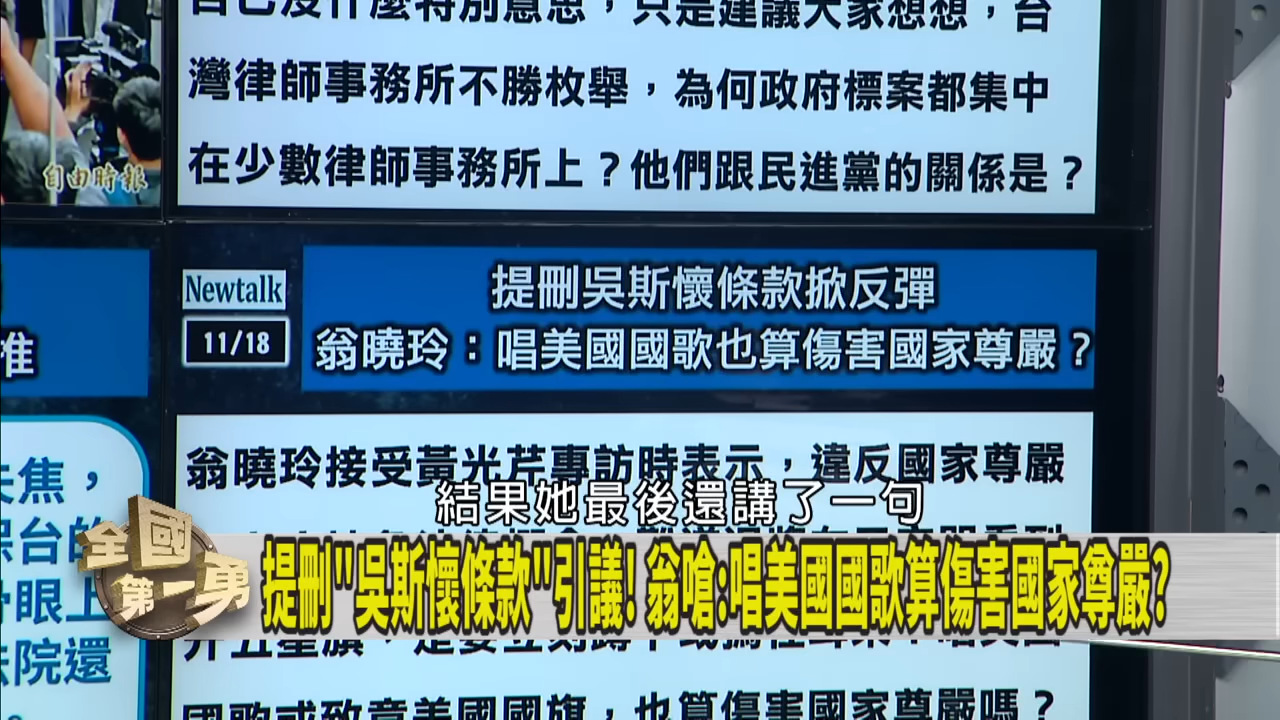 自己沒什麼特別意思，只是建議大家想想，台
灣律師事務所不勝枚舉，為何政府標案都集中
在少數律師事務所上？他們跟民進黨的關係是？
自由時報
Newtalk
11/18
提刪吳斯懷條款掀反彈
翁曉玲：唱美國國歌也算傷害國家尊嚴？
推
翁曉玲接受黃光芹專訪時表示，違反國家尊嚴
結果她最後還講了一句
全國第一勇
提刪"吳斯懷條款"引議!翁嗆:唱美國國歌算傷害國家尊嚴?
失焦，
眼上
法院還
國歌或致意美國國旗，也算傷害國家尊嚴嗎？